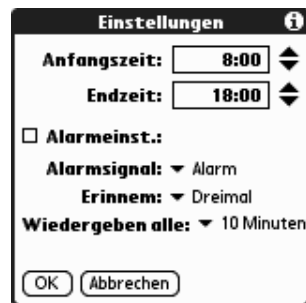 Einstellungen i
Anfangszeit: 8:00
Endzeit: 18:00
Alarmeinst.:
Alarmsignal: Alarm
Erinnern: Dreimal
Wiedergeben alle: 10 Minuten
OK Abbrechen